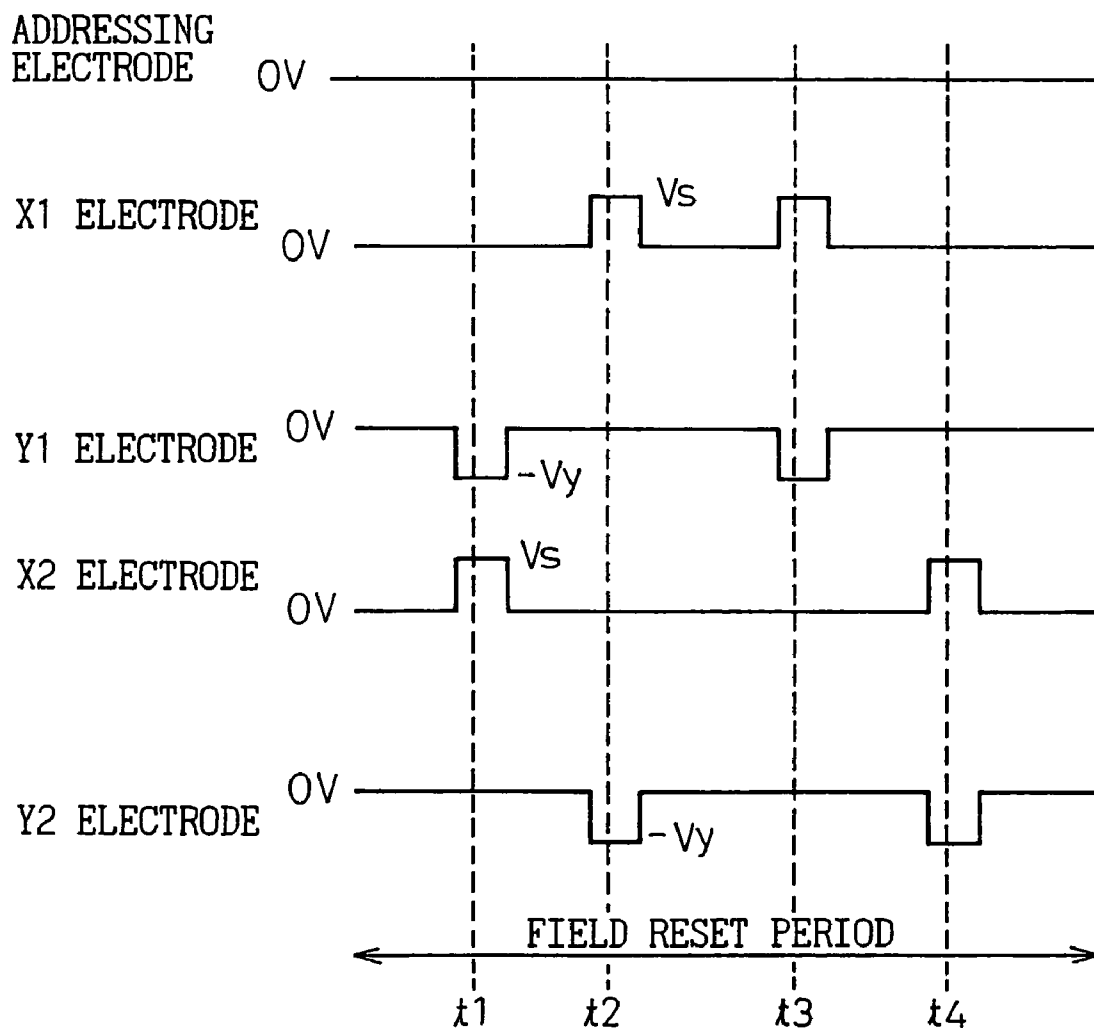 ADDRESSING
ELECTRODE
0V
X1 ELECTRODE
Vs
0V
Y1 ELECTRODE
0V
-Vy
X2 ELECTRODE
Vs
0V
Y2 ELECTRODE
0V
-Vy
FIELD RESET PERIOD
t1 t2 t3 t4